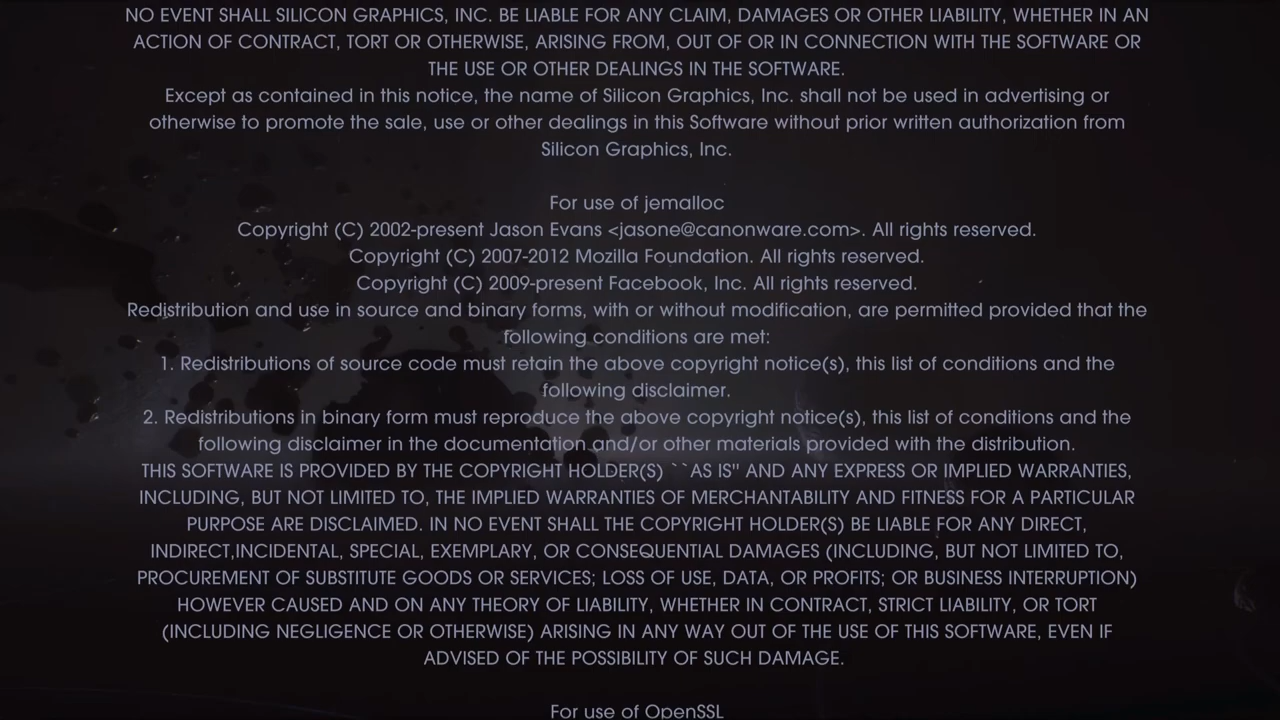 NO EVENT SHALL SILICON GRAPHICS, INC. BE LIABLE FOR ANY CLAIM, DAMAGES OR OTHER LIABILITY, WHETHER IN AN
ACTION OF CONTRACT, TORT OR OTHERWISE, ARISING FROM, OUT OF OR IN CONNECTION WITH THE SOFTWARE OR
THE USE OR OTHER DEALINGS IN THE SOFTWARE.
Except as contained in this notice, the name of Silicon Graphics, Inc. shall not be used in advertising or
otherwise to promote the sale, use or other dealings in this Software without prior written authorization from
Silicon Graphics, Inc.
For use of jemalloc
Copyright (C) 2002-present Jason Evans <jasone@canonware.com>. All rights reserved.
Copyright (C) 2007-2012 Mozilla Foundation. All rights reserved.
Copyright (C) 2009-present Facebook, Inc. All rights reserved.
Redistribution and use in source and binary forms, with or without modification, are permitted provided that the
following conditions are met:
1. Redistributions of source code must retain the above copyright notice(s), this list of conditions and the
following disclaimer.
2. Redistributions in binary form must reproduce the above copyright notice(s), this list of conditions and the
following disclaimer in the documentation and/or other materials provided with the distribution.
THIS SOFTWARE IS PROVIDED BY THE COPYRIGHT HOLDER(S) ``AS IS'' AND ANY EXPRESS OR IMPLIED WARRANTIES,
INCLUDING, BUT NOT LIMITED TO, THE IMPLIED WARRANTIES OF MERCHANTABILITY AND FITNESS FOR A PARTICULAR
PURPOSE ARE DISCLAIMED. IN NO EVENT SHALL THE COPYRIGHT HOLDER(S) BE LIABLE FOR ANY DIRECT,
INDIRECT,INCIDENTAL, SPECIAL, EXEMPLARY, OR CONSEQUENTIAL DAMAGES (INCLUDING, BUT NOT LIMITED TO,
PROCUREMENT OF SUBSTITUTE GOODS OR SERVICES; LOSS OF USE, DATA, OR PROFITS; OR BUSINESS INTERRUPTION)
HOWEVER CAUSED AND ON ANY THEORY OF LIABILITY, WHETHER IN CONTRACT, STRICT LIABILITY, OR TORT
(INCLUDING NEGLIGENCE OR OTHERWISE) ARISING IN ANY WAY OUT OF THE USE OF THIS SOFTWARE, EVEN IF
ADVISED OF THE POSSIBILITY OF SUCH DAMAGE.
For use of OpenSSL